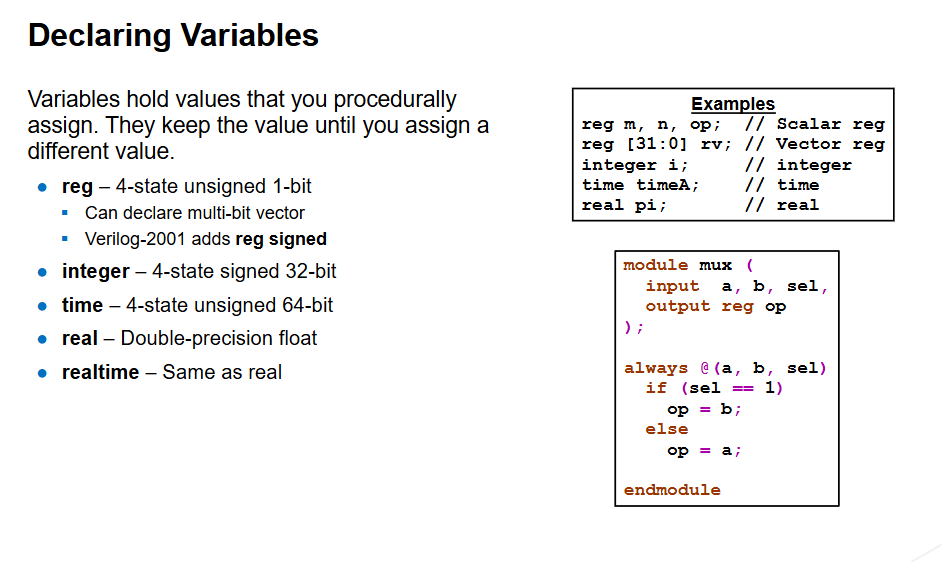 Declaring Variables
Variables hold values that you procedurally
assign. They keep the value until you assign a
different value.
• reg – 4-state unsigned 1-bit
▪ Can declare multi-bit vector
▪ Verilog-2001 adds reg signed
• integer – 4-state signed 32-bit
• time – 4-state unsigned 64-bit
• real – Double-precision float
• realtime – Same as real
Examples
reg m, n, op;  // Scalar reg
reg [31:0] rv; // Vector reg
integer i;     // integer
time timeA;    // time
real pi;       // real
module mux (
  input  a, b, sel,
  output reg op
);
always @(a, b, sel)
  if (sel == 1)
    op = b;
  else
    op = a;
endmodule